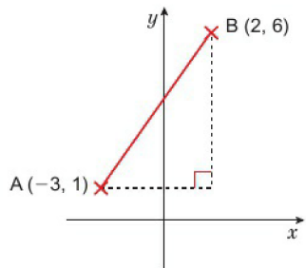 y
B (2, 6)
A (−3, 1)
x